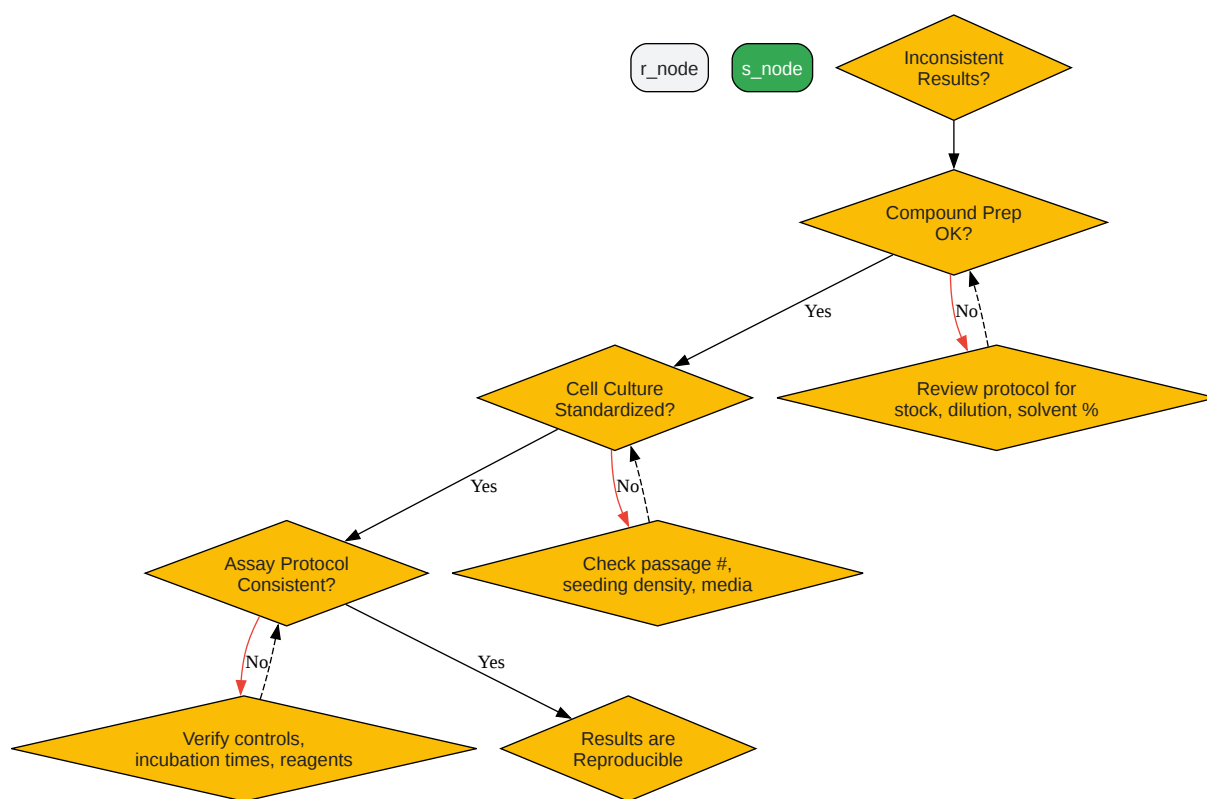 r_node
s_node
Inconsistent
Results?
Compound Prep
OK?
Yes
No
Cell Culture
Standardized?
Review protocol for
stock, dilution, solvent %
Yes
No
Assay Protocol
Consistent?
Check passage #,
seeding density, media
No
Yes
Verify controls,
incubation times, reagents
Results are
Reproducible